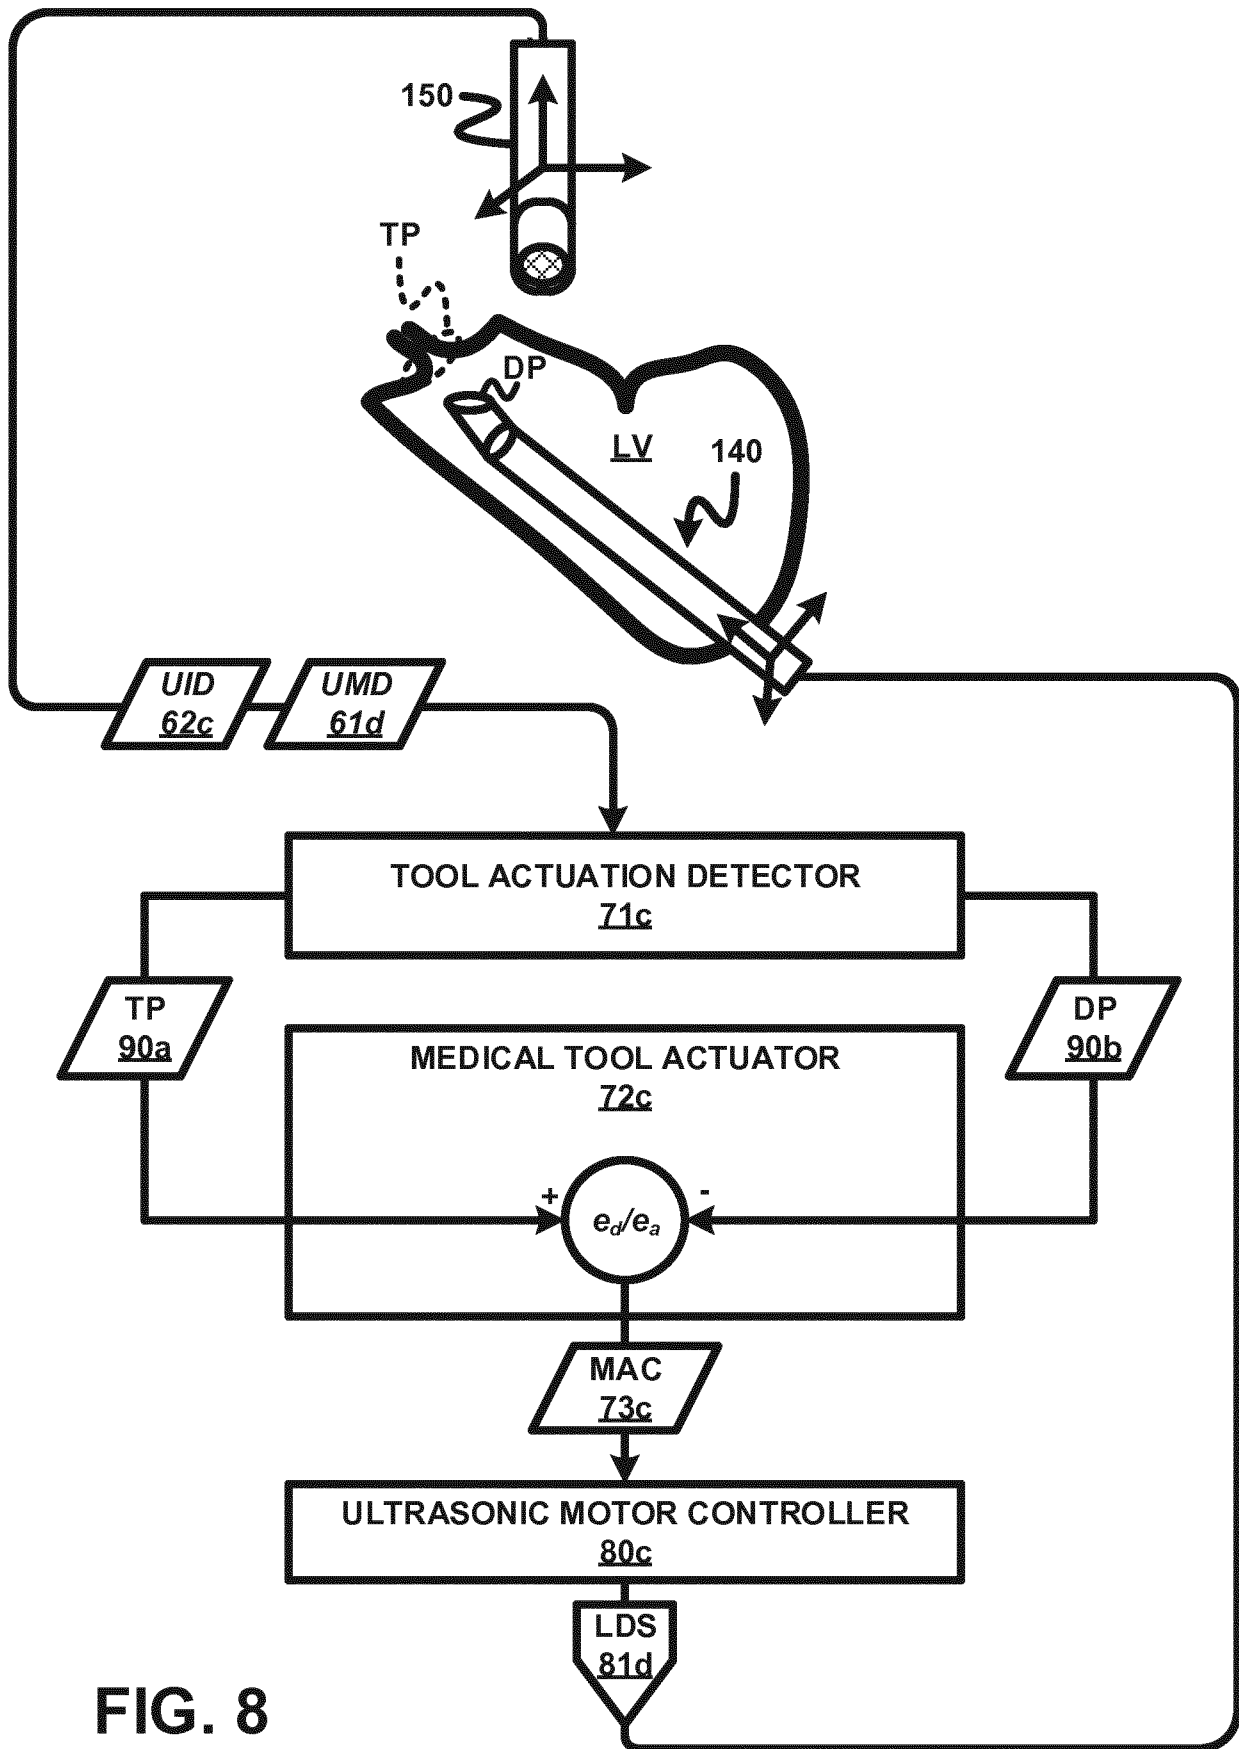 150
TP
DP
LV
140
UID
62c
UMD
61d
TOOL ACTUATION DETECTOR
71c
TP
90a
DP
90b
MEDICAL TOOL ACTUATOR
72c
+
-
ed/ea
MAC
73c
ULTRASONIC MOTOR CONTROLLER
80c
LDS
81d
FIG. 8